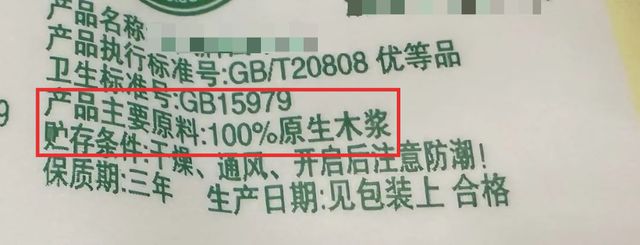 产品名称:
产品执行标准号:GB/T20808 优等品
卫生标准号:GB15979
9
产品主要原料:100%原生木浆
贮存条件:干燥、通风、开启后注意防潮!
保质期:三年 生产日期:见包装上 合格